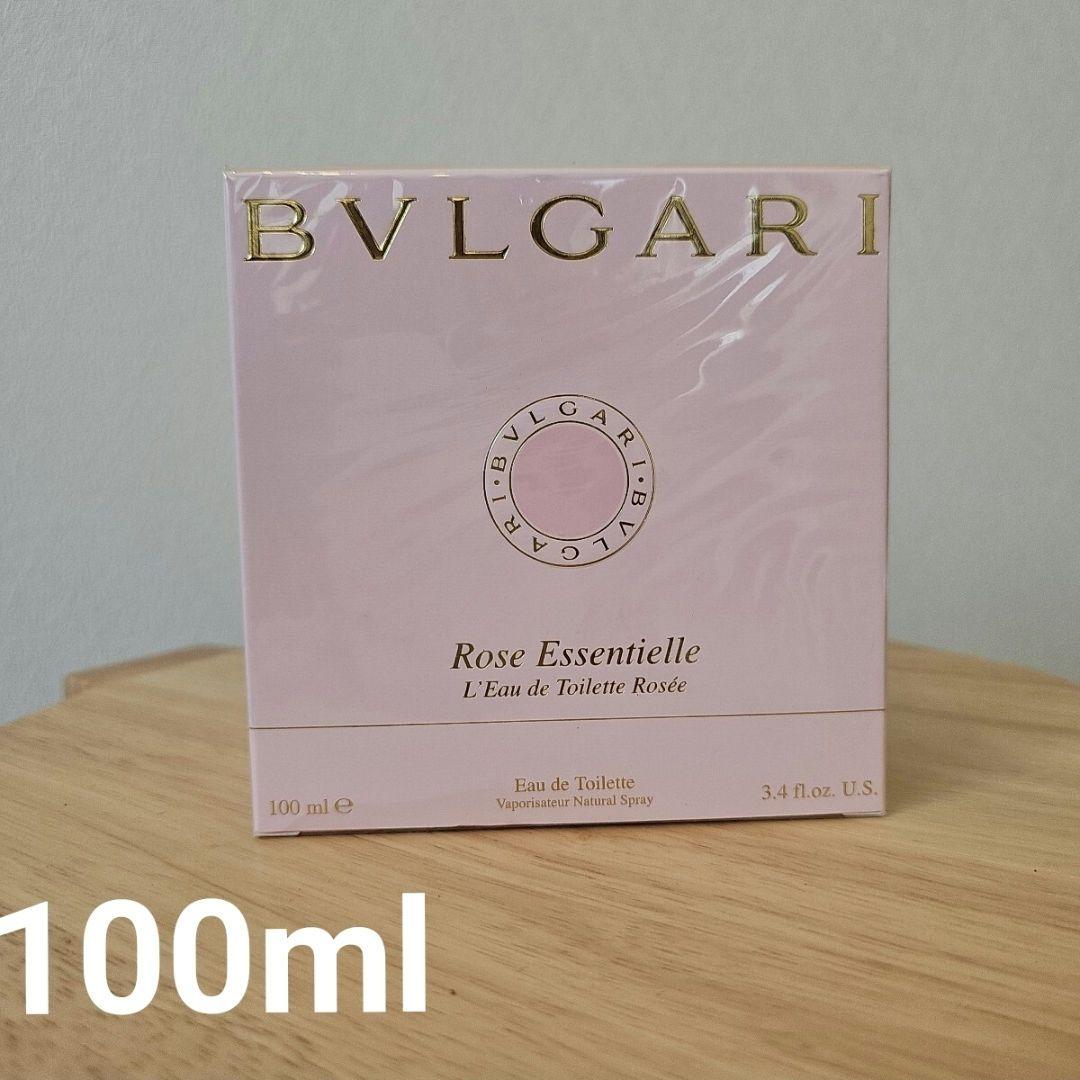 BVLGARI
BVLGARI · BVLGARI ·
Rose Essentielle
L'Eau de Toilette Rosée
Eau de Toilette
Vaporisateur Natural Spray
100 ml ℮
3.4 fl.oz. U.S.
100ml